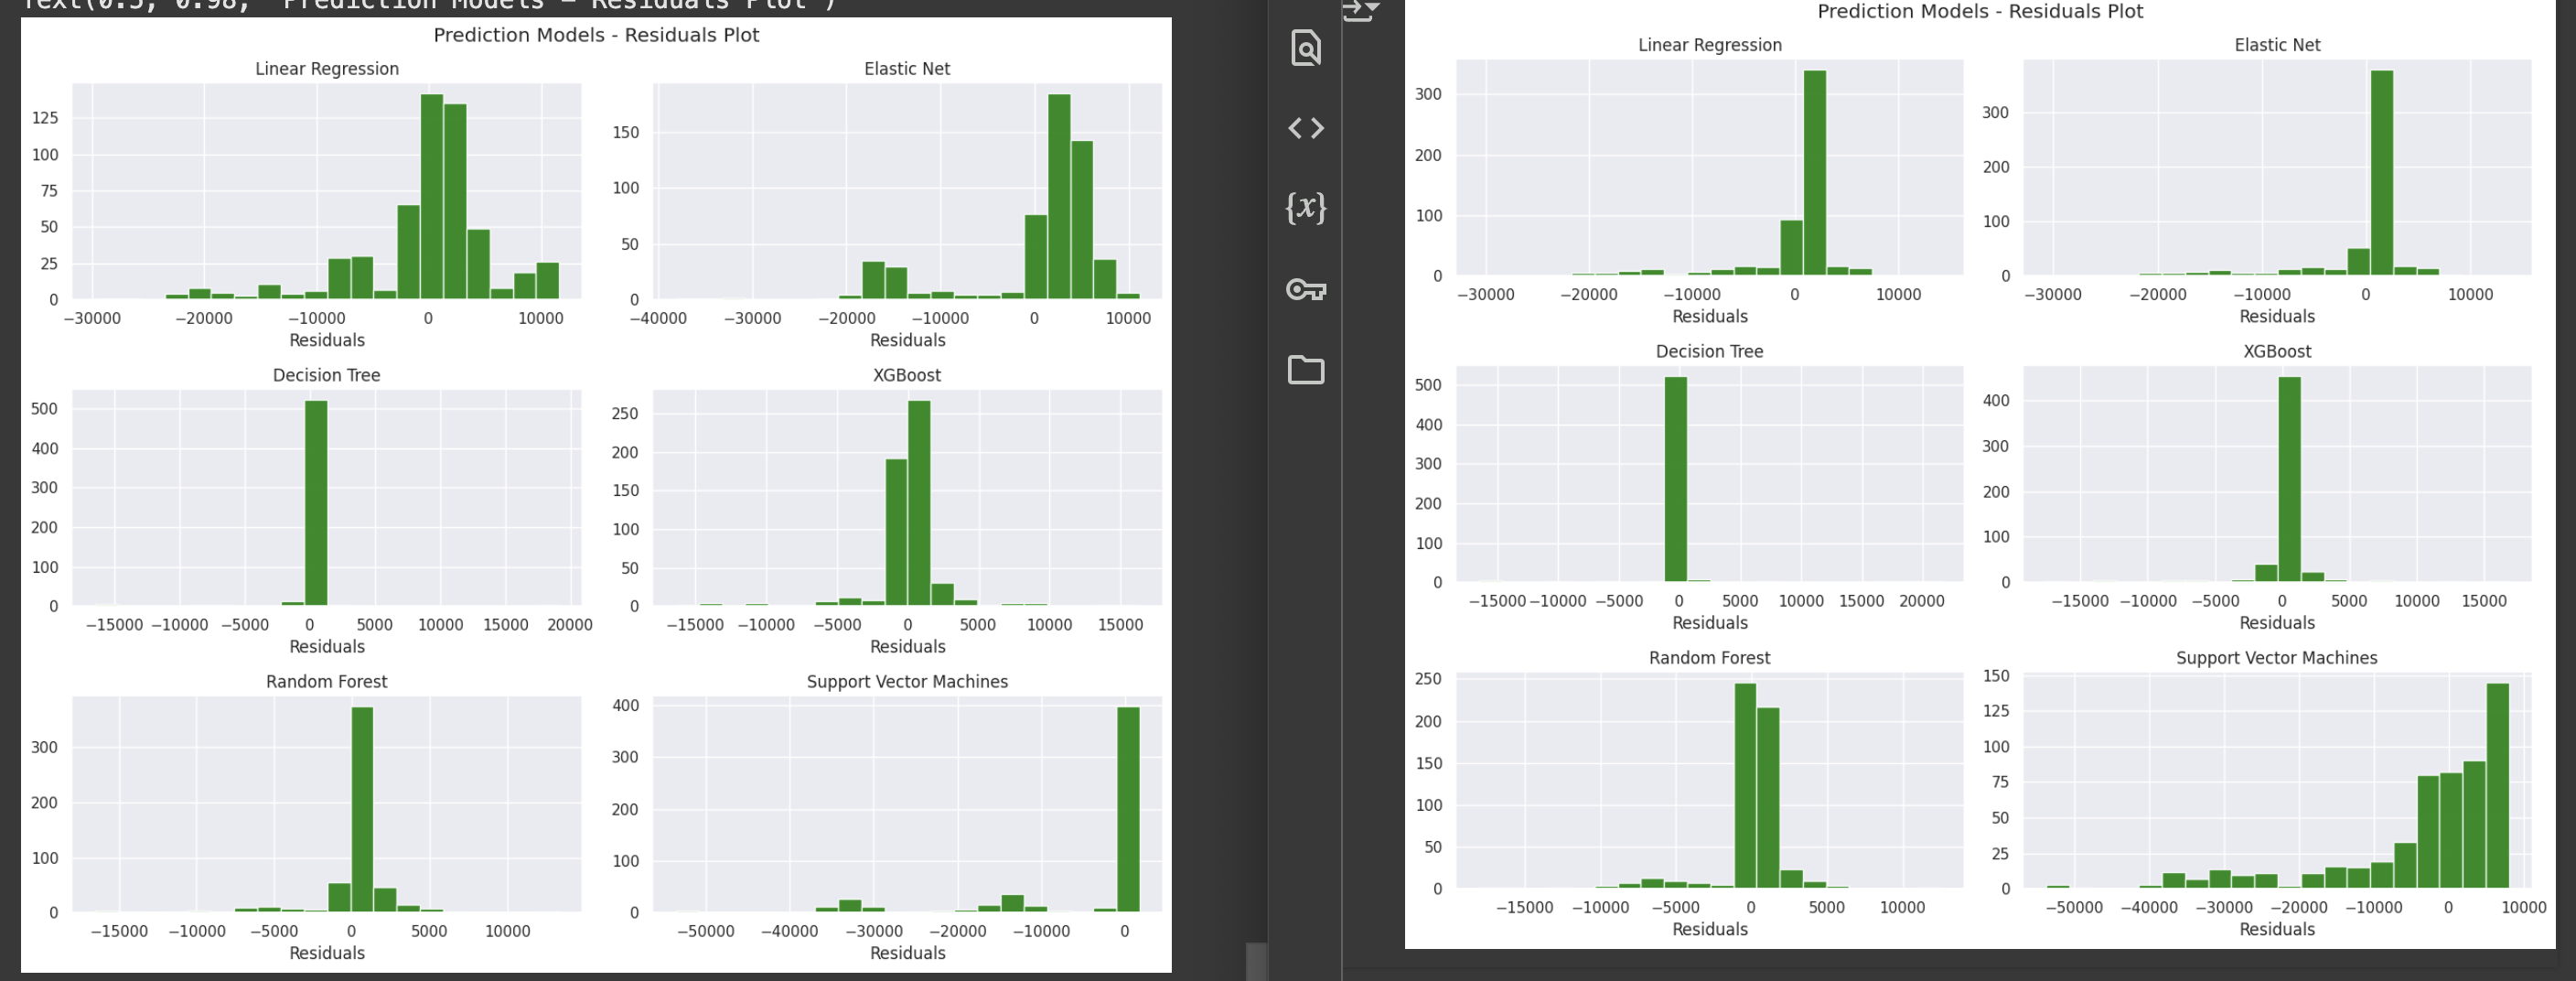 Text(0.5, 0.98, 'Prediction Models - Residuals Plot')
Prediction Models - Residuals Plot
Linear Regression
Elastic Net
125
100
75
50
25
0
150
100
50
0
−30000 −20000 −10000 0 10000
−40000 −30000 −20000 −10000 0 10000
Residuals
Residuals
Decision Tree
XGBoost
500
400
300
200
100
0
250
200
150
100
50
0
−15000 −10000 −5000 0 5000 10000 15000 20000
−15000 −10000 −5000 0 5000 10000 15000
Residuals
Residuals
Random Forest
Support Vector Machines
300
200
100
0
400
300
200
100
0
−15000 −10000 −5000 0 5000 10000
−50000 −40000 −30000 −20000 −10000 0
Residuals
Residuals
{x}
Prediction Models - Residuals Plot
Linear Regression
Elastic Net
300
200
100
0
300
200
100
0
−30000 −20000 −10000 0 10000
−30000 −20000 −10000 0 10000
Residuals
Residuals
Decision Tree
XGBoost
500
400
300
200
100
0
400
300
200
100
0
−15000 −10000 −5000 0 5000 10000 15000 20000
−15000 −10000 −5000 0 5000 10000 15000
Residuals
Residuals
Random Forest
Support Vector Machines
250
200
150
100
50
0
150
125
100
75
50
25
0
−15000 −10000 −5000 0 5000 10000
−50000 −40000 −30000 −20000 −10000 0 10000
Residuals
Residuals